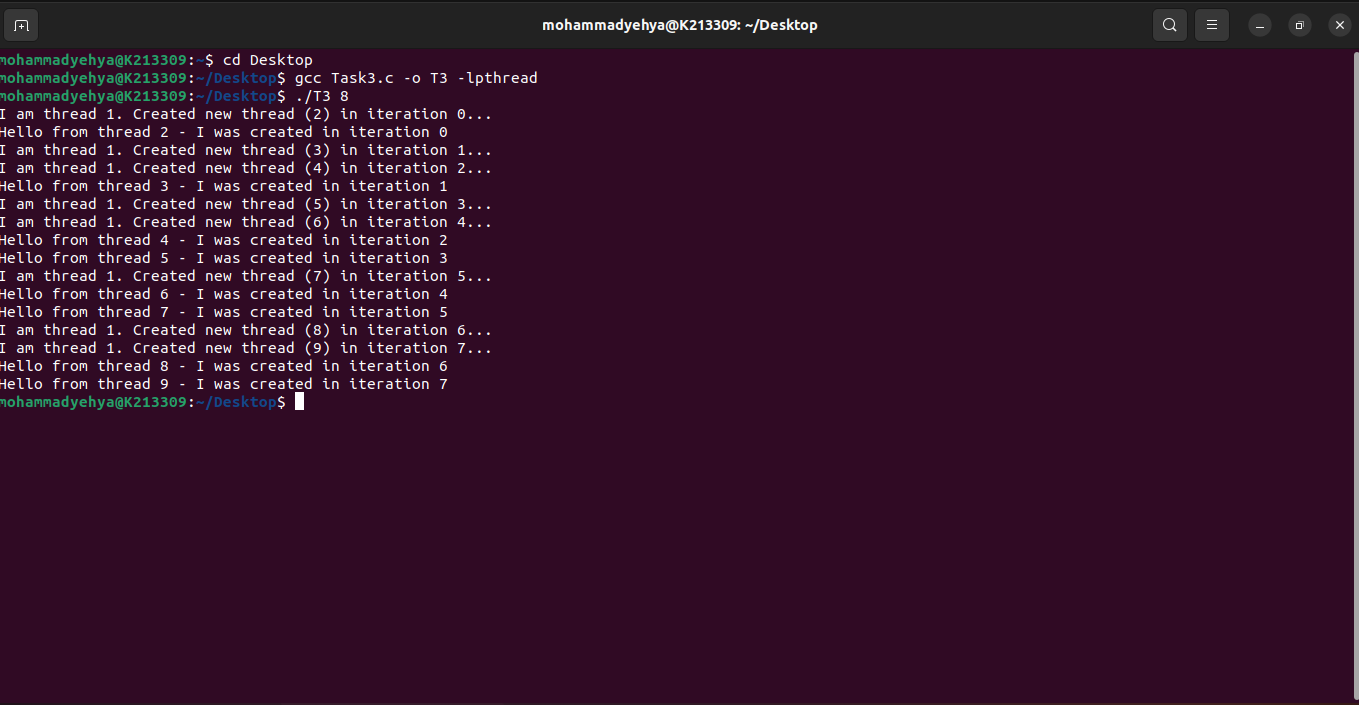 mohammadyehya@K213309: ~/Desktop
mohammadyehya@K213309:~$ cd Desktop
mohammadyehya@K213309:~/Desktop$ gcc Task3.c -o T3 -lpthread
mohammadyehya@K213309:~/Desktop$ ./T3 8
I am thread 1. Created new thread (2) in iteration 0...
Hello from thread 2 - I was created in iteration 0
I am thread 1. Created new thread (3) in iteration 1...
I am thread 1. Created new thread (4) in iteration 2...
Hello from thread 3 - I was created in iteration 1
I am thread 1. Created new thread (5) in iteration 3...
I am thread 1. Created new thread (6) in iteration 4...
Hello from thread 4 - I was created in iteration 2
Hello from thread 5 - I was created in iteration 3
I am thread 1. Created new thread (7) in iteration 5...
Hello from thread 6 - I was created in iteration 4
Hello from thread 7 - I was created in iteration 5
I am thread 1. Created new thread (8) in iteration 6...
I am thread 1. Created new thread (9) in iteration 7...
Hello from thread 8 - I was created in iteration 6
Hello from thread 9 - I was created in iteration 7
mohammadyehya@K213309:~/Desktop$